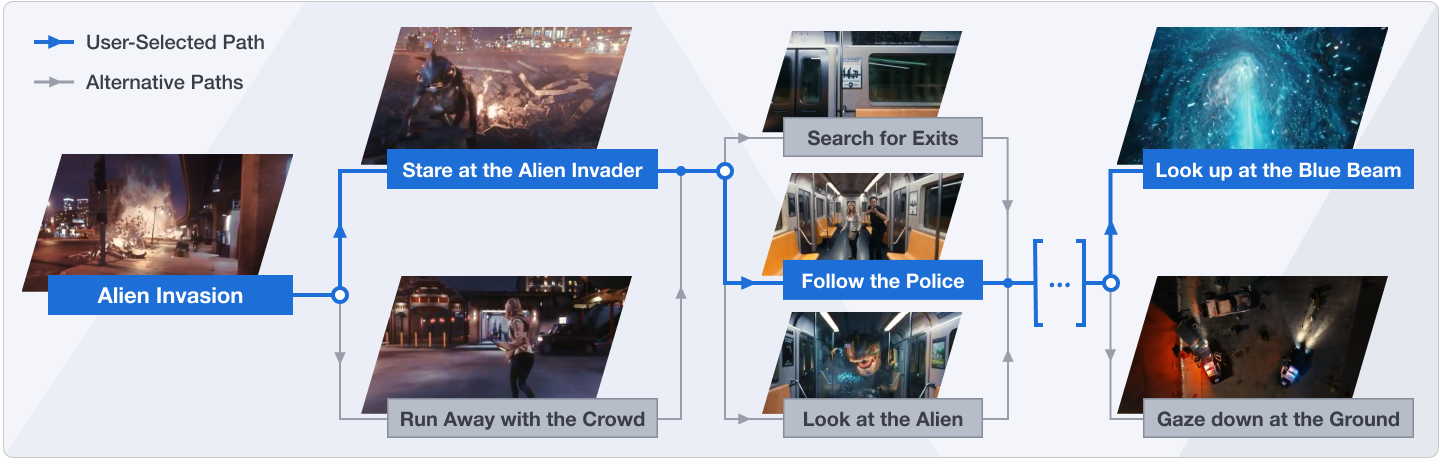 User-Selected Path
Alternative Paths
Alien Invasion
Stare at the Alien Invader
Run Away with the Crowd
Search for Exits
Follow the Police
Look at the Alien
[...]
Look up at the Blue Beam
Gaze down at the Ground